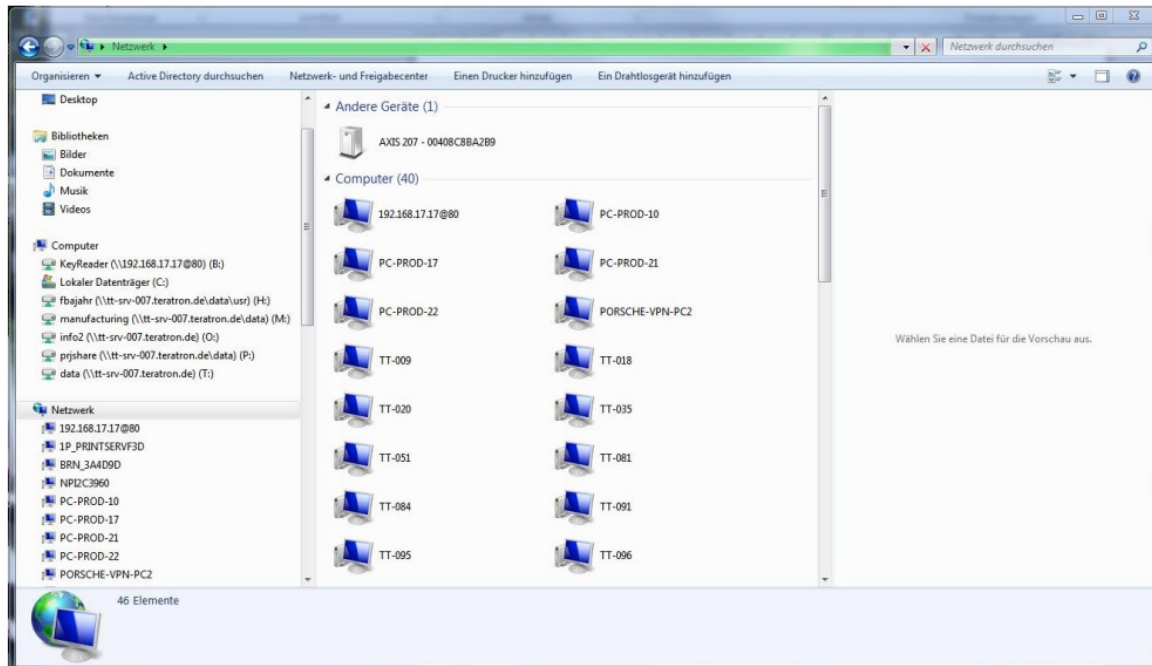 Netzwerk
Netzwerk durchsuchen
Organisieren
Active Directory durchsuchen
Netzwerk- und Freigabecenter
Einen Drucker hinzufügen
Ein Drahtlosgerät hinzufügen
Desktop
Bibliotheken
Bilder
Dokumente
Musik
Videos
Computer
KeyReader (\\192.168.17.17@80) (B:)
Lokaler Datenträger (C:)
fbajahr (\\tt-srv-007.teratron.de\data\usr) (H:)
manufacturing (\\tt-srv-007.teratron.de\data) (M:)
info2 (\\tt-srv-007.teratron.de) (O:)
prjshare (\\tt-srv-007.teratron.de\data) (P:)
data (\\tt-srv-007.teratron.de) (T:)
Netzwerk
192.168.17.17@80
1P_PRINTSERVF3D
BRN_3A4D9D
NPI2C3960
PC-PROD-10
PC-PROD-17
PC-PROD-21
PC-PROD-22
PORSCHE-VPN-PC2
Andere Geräte (1)
AXIS 207 - 00408C8BA2B9
Computer (40)
192.168.17.17@80
PC-PROD-10
PC-PROD-17
PC-PROD-21
PC-PROD-22
PORSCHE-VPN-PC2
TT-009
TT-018
TT-020
TT-035
TT-051
TT-081
TT-084
TT-091
TT-095
TT-096
Wählen Sie eine Datei für die Vorschau aus.
46 Elemente